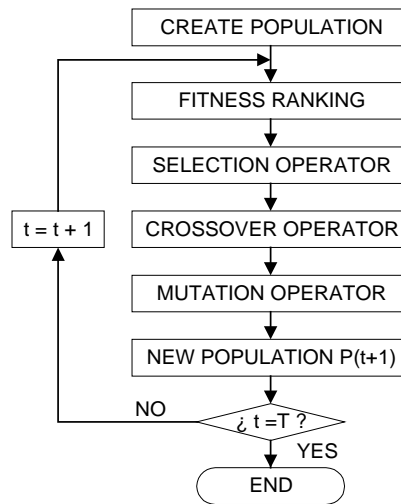 CREATE POPULATION
FITNESS RANKING
SELECTION OPERATOR
t = t + 1
CROSSOVER OPERATOR
MUTATION OPERATOR
NEW POPULATION P(t+1)
NO
¿ t =T ?
YES
END